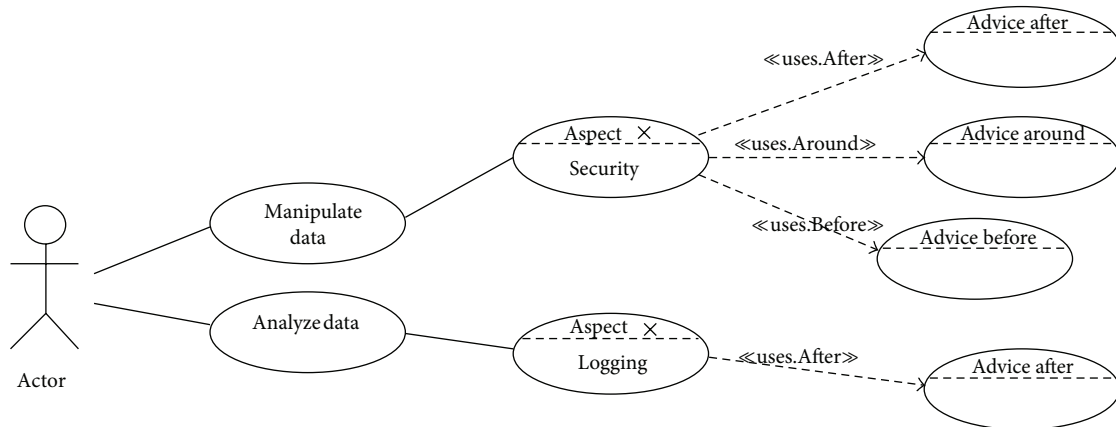 Advice after
≪uses.After≫
Aspect ×
Security
≪uses.Around≫
Advice around
Manipulate
data
≪uses.Before≫
Advice before
Actor
Analyze data
Aspect ×
Logging
≪uses.After≫
Advice after